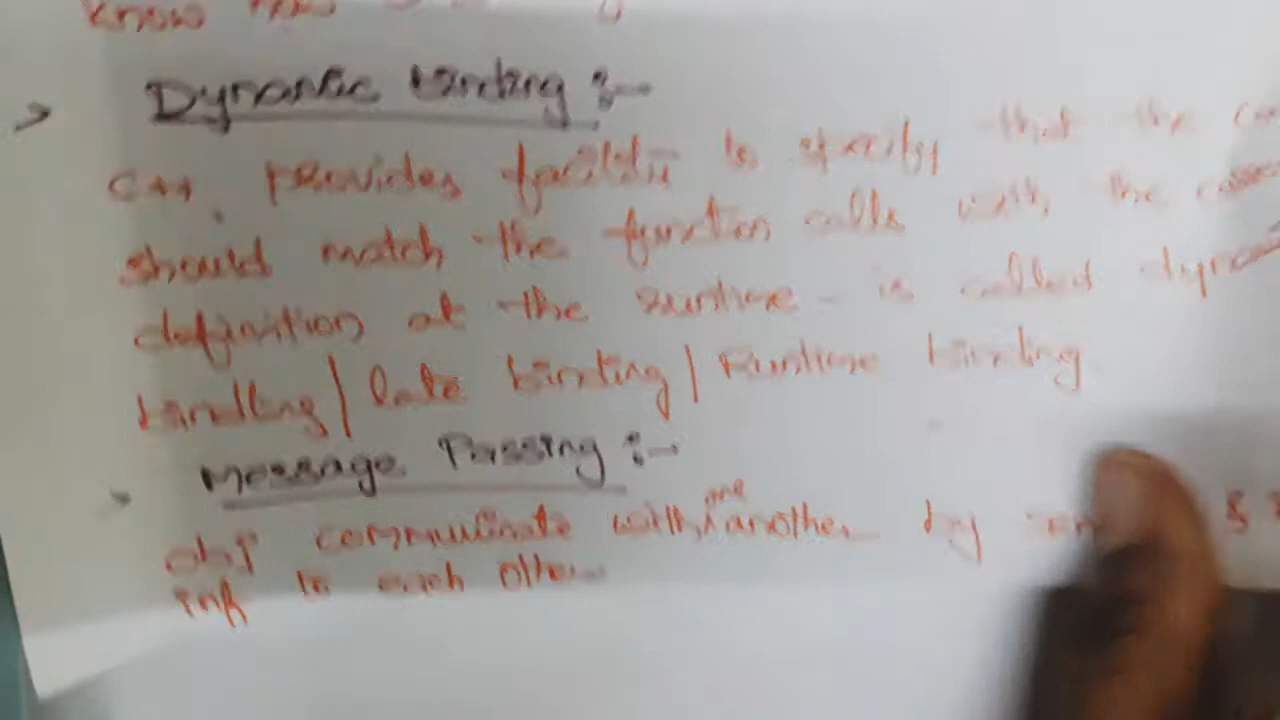 know how
Dynamic binding :-
C++ provides facility to specify that the
should match the function calls with the
definition at the runtime is called
binding / late binding / Runtime binding
Message Passing :-
obj communicate with one another by
inf to each other